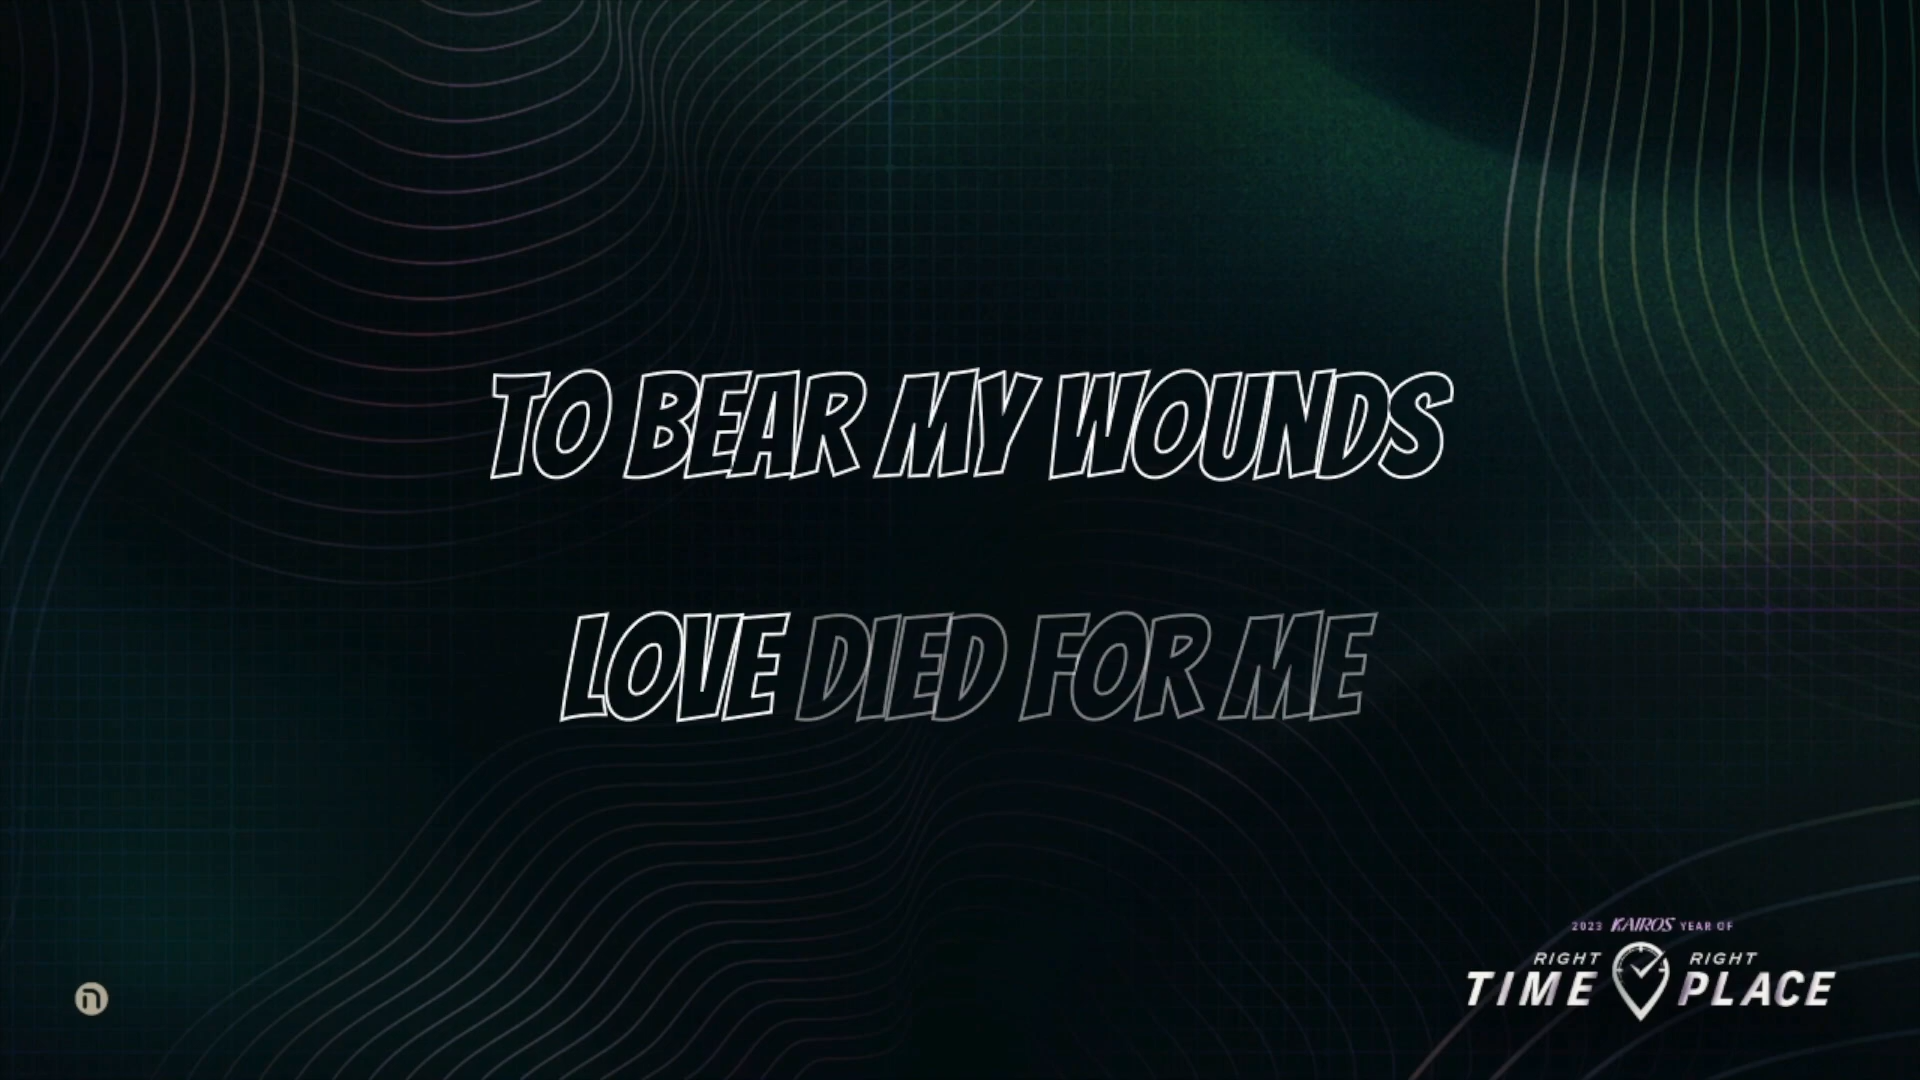 TO BEAR MY WOUNDS
LOVE DIED FOR ME
2023 KAIROS YEAR OF
RIGHT RIGHT
TIME PLACE
n